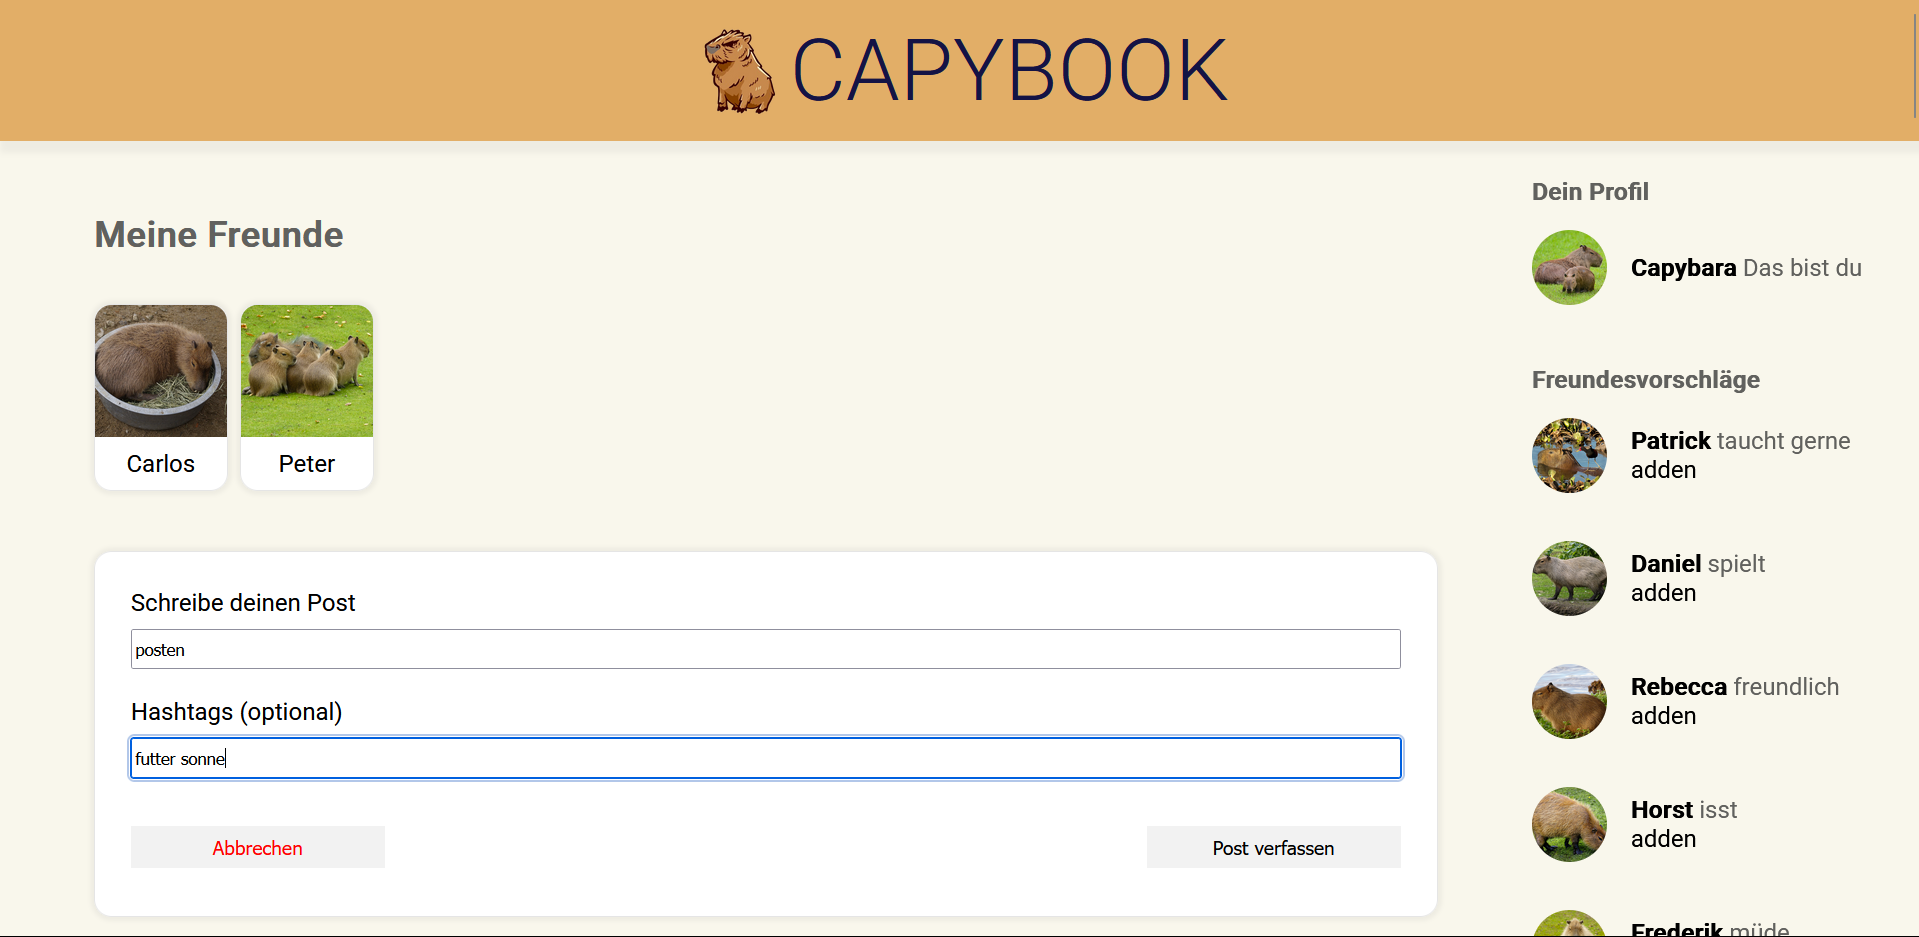 CAPYBOOK
Meine Freunde
Carlos
Peter
Schreibe deinen Post
posten
Hashtags (optional)
futter sonne
Abbrechen
Post verfassen
Dein Profil
Capybara Das bist du
Freundesvorschläge
Patrick taucht gerne
adden
Daniel spielt
adden
Rebecca freundlich
adden
Horst isst
adden
Frederik müde